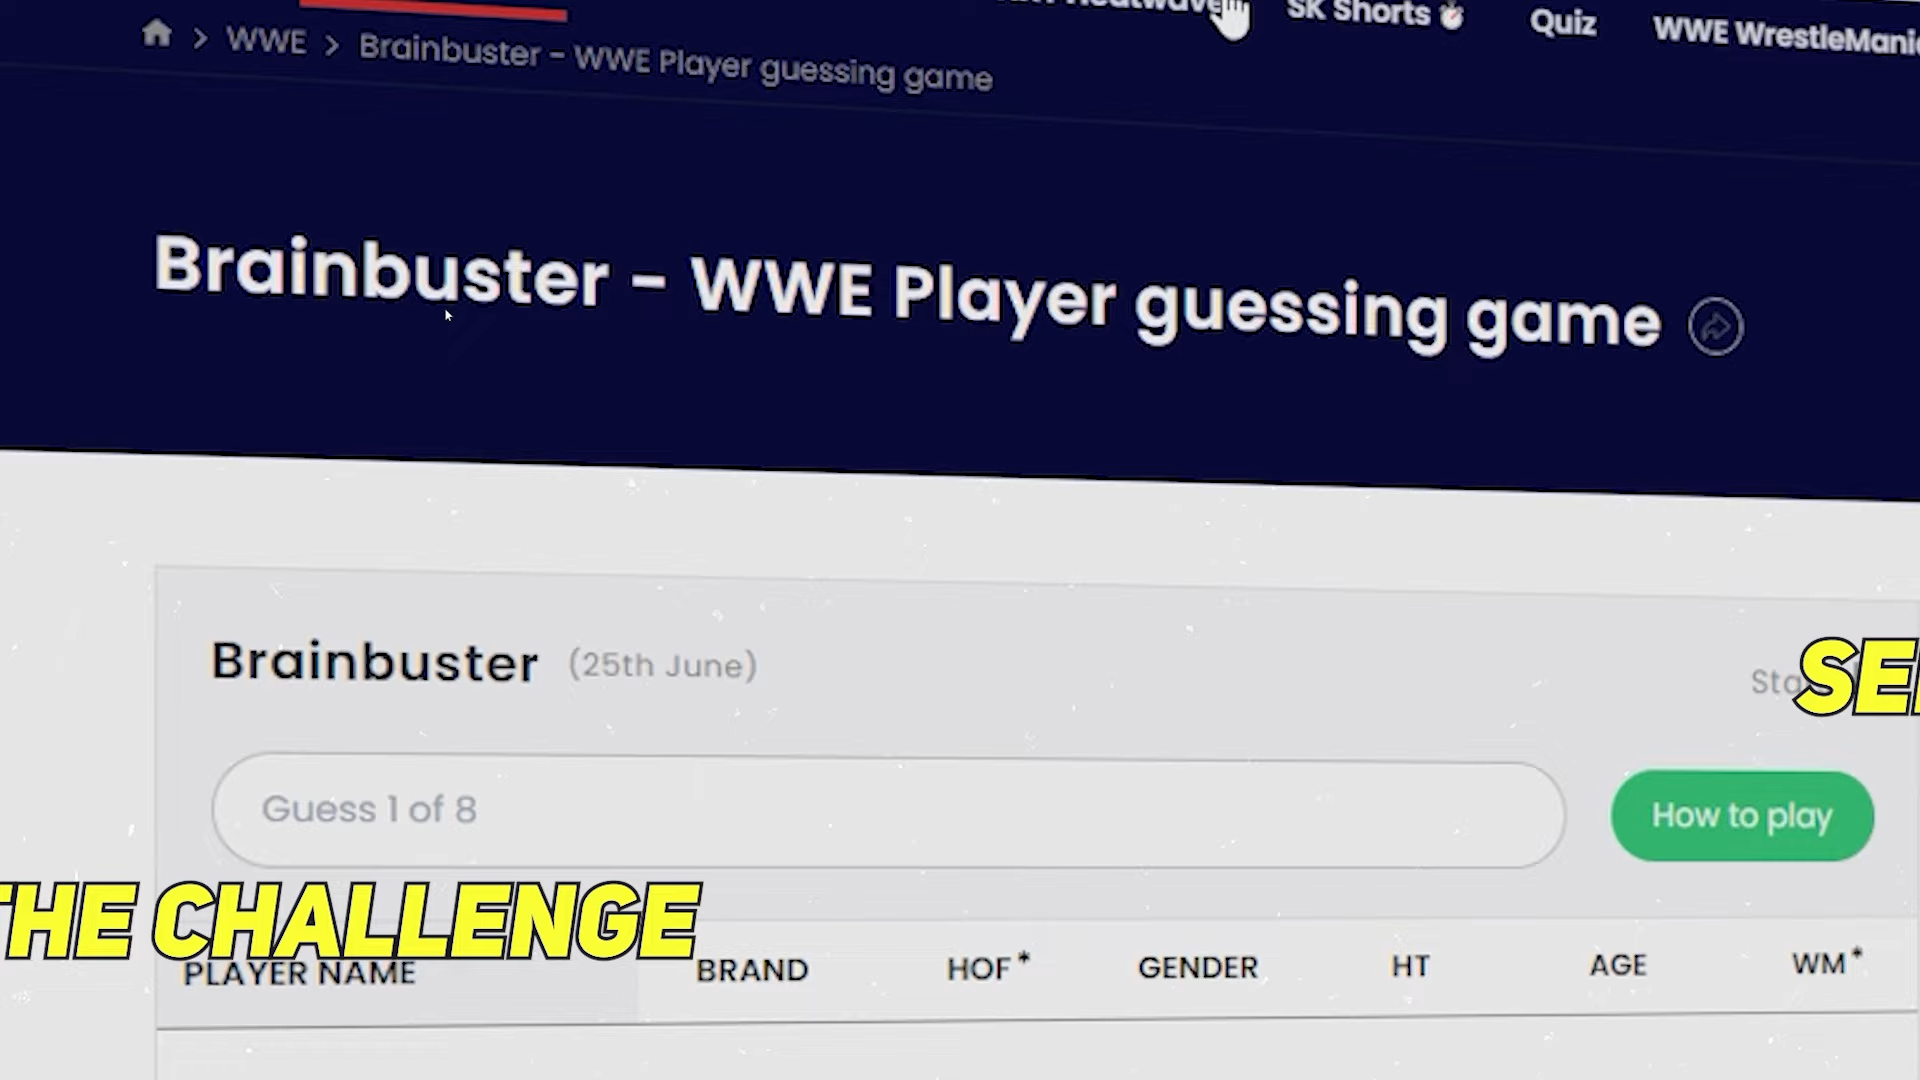 SK Shorts
Quiz
WWE
WWE > Brainbuster - WWE Player guessing game
Brainbuster - WWE Player guessing game
Brainbuster (25th June)
Guess 1 of 8
How to play
THE CHALLENGE
PLAYER NAME BRAND HOF* GENDER HT AGE WM*